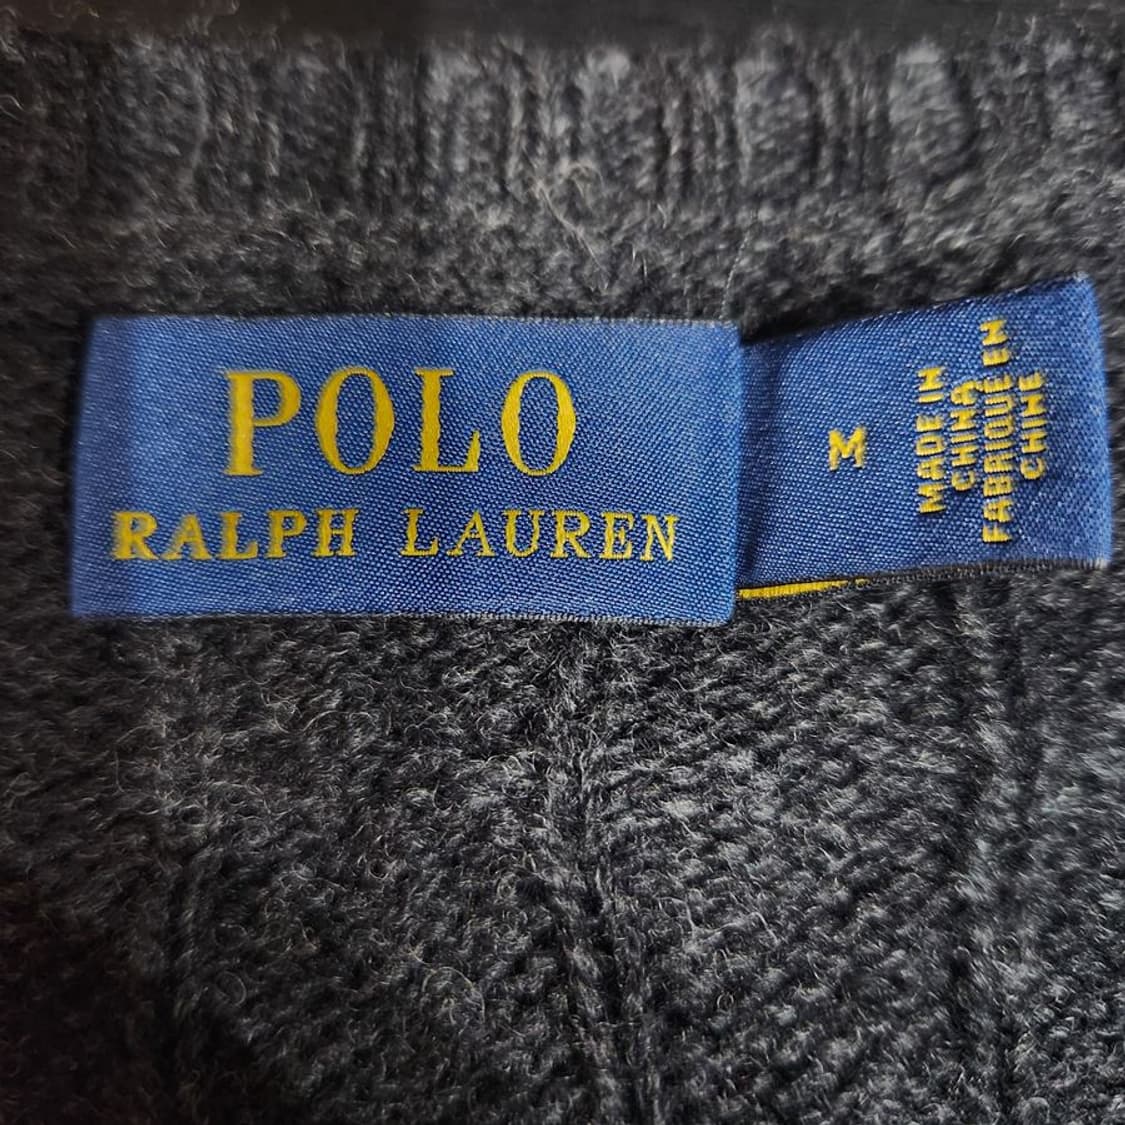 POLO
RALPH LAUREN
M
MADE IN
CHINA
FABRIQUÉ EN
CHINE